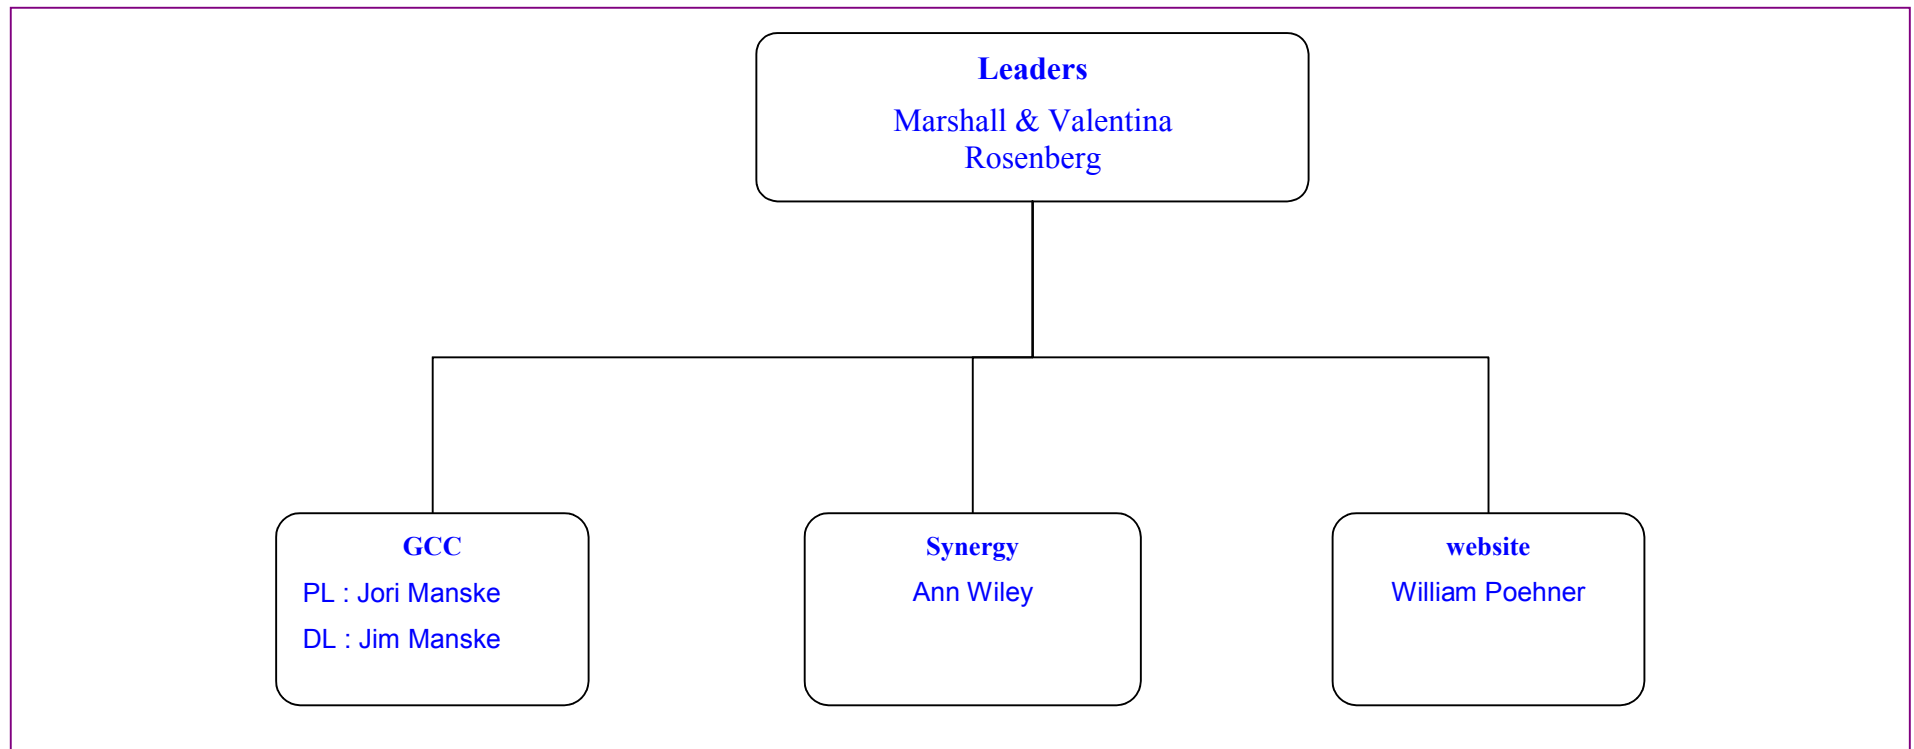 Leaders
Marshall & Valentina
Rosenberg
GCC
PL : Jori Manske
DL : Jim Manske
Synergy
Ann Wiley
website
William Poehner